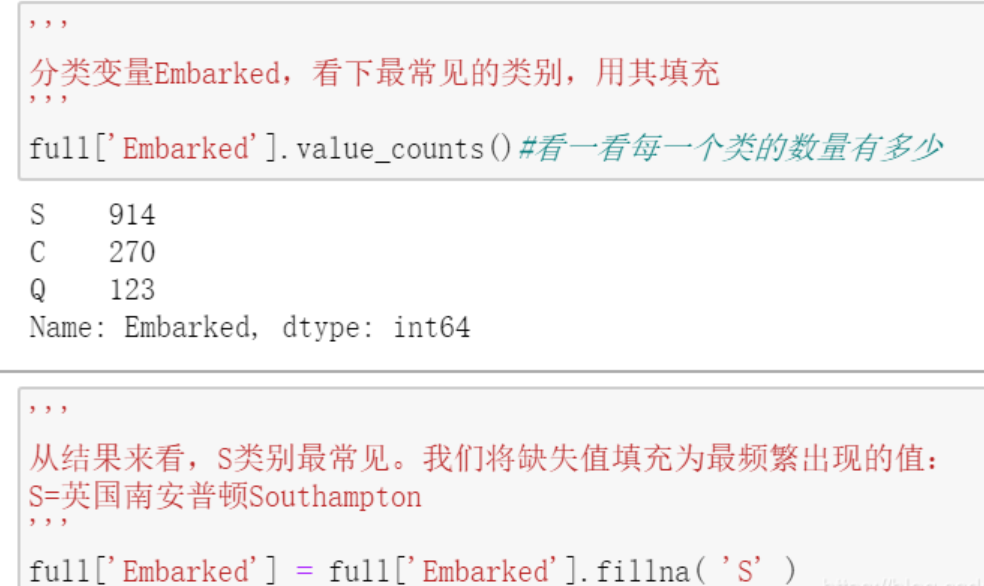 '''
分类变量Embarked，看下最常见的类别，用其填充
'''
full['Embarked'].value_counts()#看一看每一个类的数量有多少
S    914
C    270
Q    123
Name: Embarked, dtype: int64
'''
从结果来看，S类别最常见。我们将缺失值填充为最频繁出现的值：
S=英国南安普顿Southampton
'''
full['Embarked'] = full['Embarked'].fillna( 'S' )